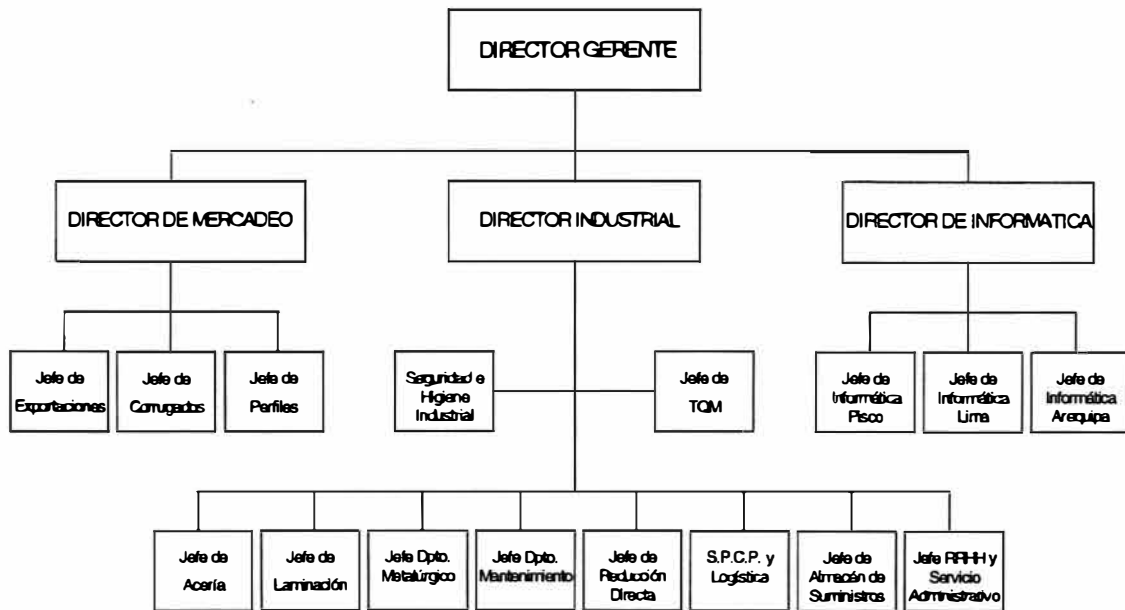 DIRECTOR GERENTE
DIRECTOR DE MERCADEO
DIRECTOR INDUSTRIAL
DIRECTOR DE INFORMATICA
Jefe de
Exportaciones
Jefe de
Corrugados
Jefe de
Perfiles
Seguridad e
Higiene
Industrial
Jefe de
TQM
Jefe de
Informática
Pisco
Jefe de
Informática
Lima
Jefe de
Informática
Arequipa
Jefe de
Acería
Jefe de
Laminación
Jefe Dpto.
Metalúrgico
Jefe Dpto.
Mantenimiento
Jefe de
Reducción
Directa
S.P.C.P. y
Logística
Jefe de
Almacén de
Suministros
Jefe RRHH y
Servicio
Administrativo